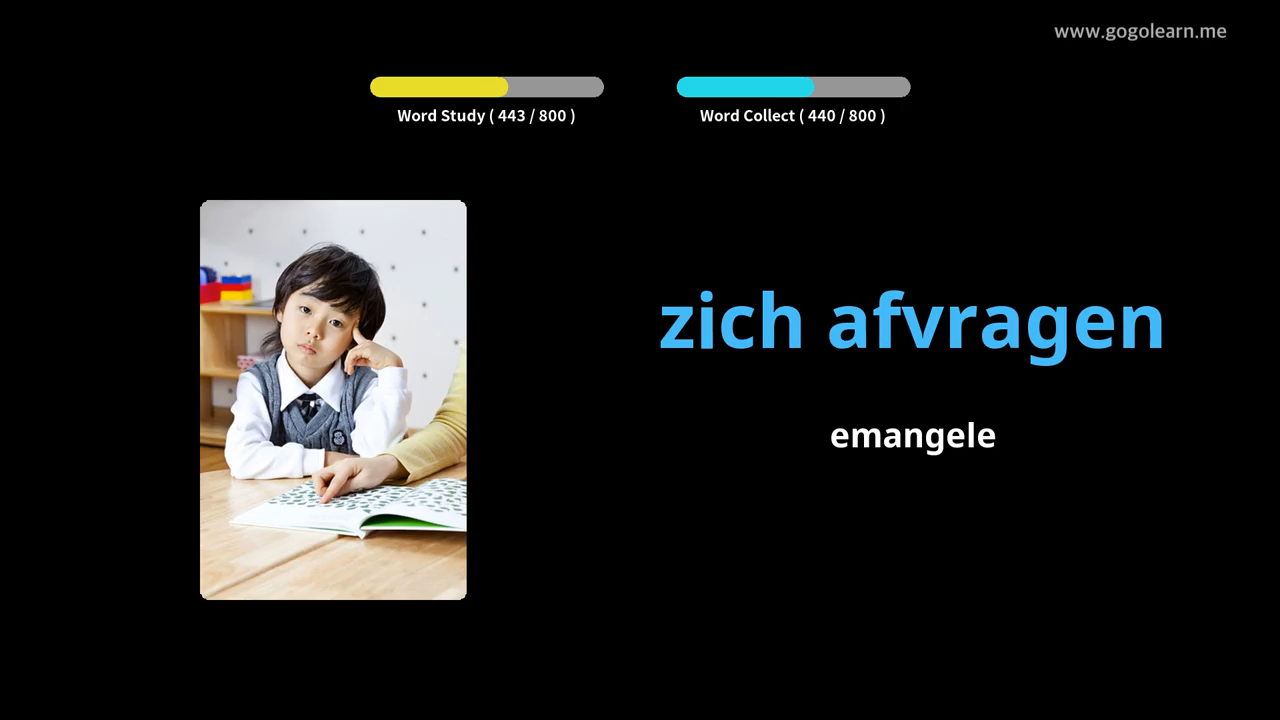 www.gogolearn.me
Word Study ( 443 / 800 )
Word Collect ( 440 / 800 )
zich afvragen
emangele